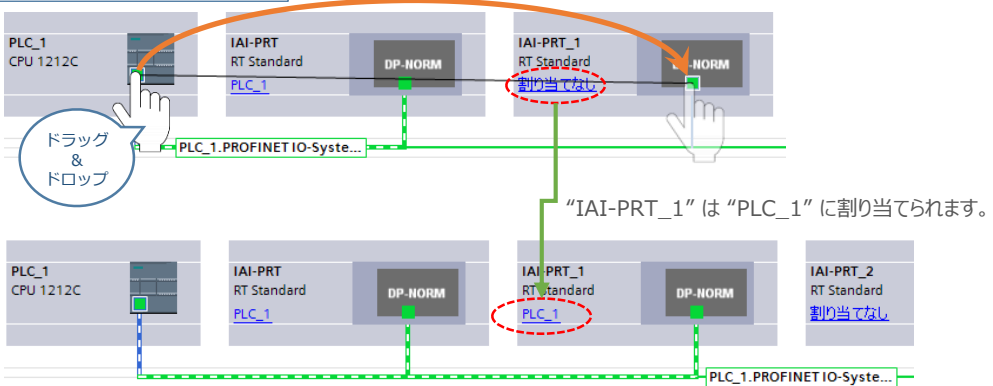 PLC_1
CPU 1212C
IAI-PRT
RT Standard
PLC_1
DP-NORM
IAI-PRT_1
RT Standard
割り当てなし
DP-NORM
ドラッグ
&
ドロップ
PLC_1.PROFINET IO-Syste...
“IAI-PRT_1” は “PLC_1” に割り当てられます。
PLC_1
CPU 1212C
IAI-PRT
RT Standard
PLC_1
DP-NORM
IAI-PRT_1
RT Standard
PLC_1
DP-NORM
IAI-PRT_2
RT Standard
割り当てなし
PLC_1.PROFINET IO-Syste...